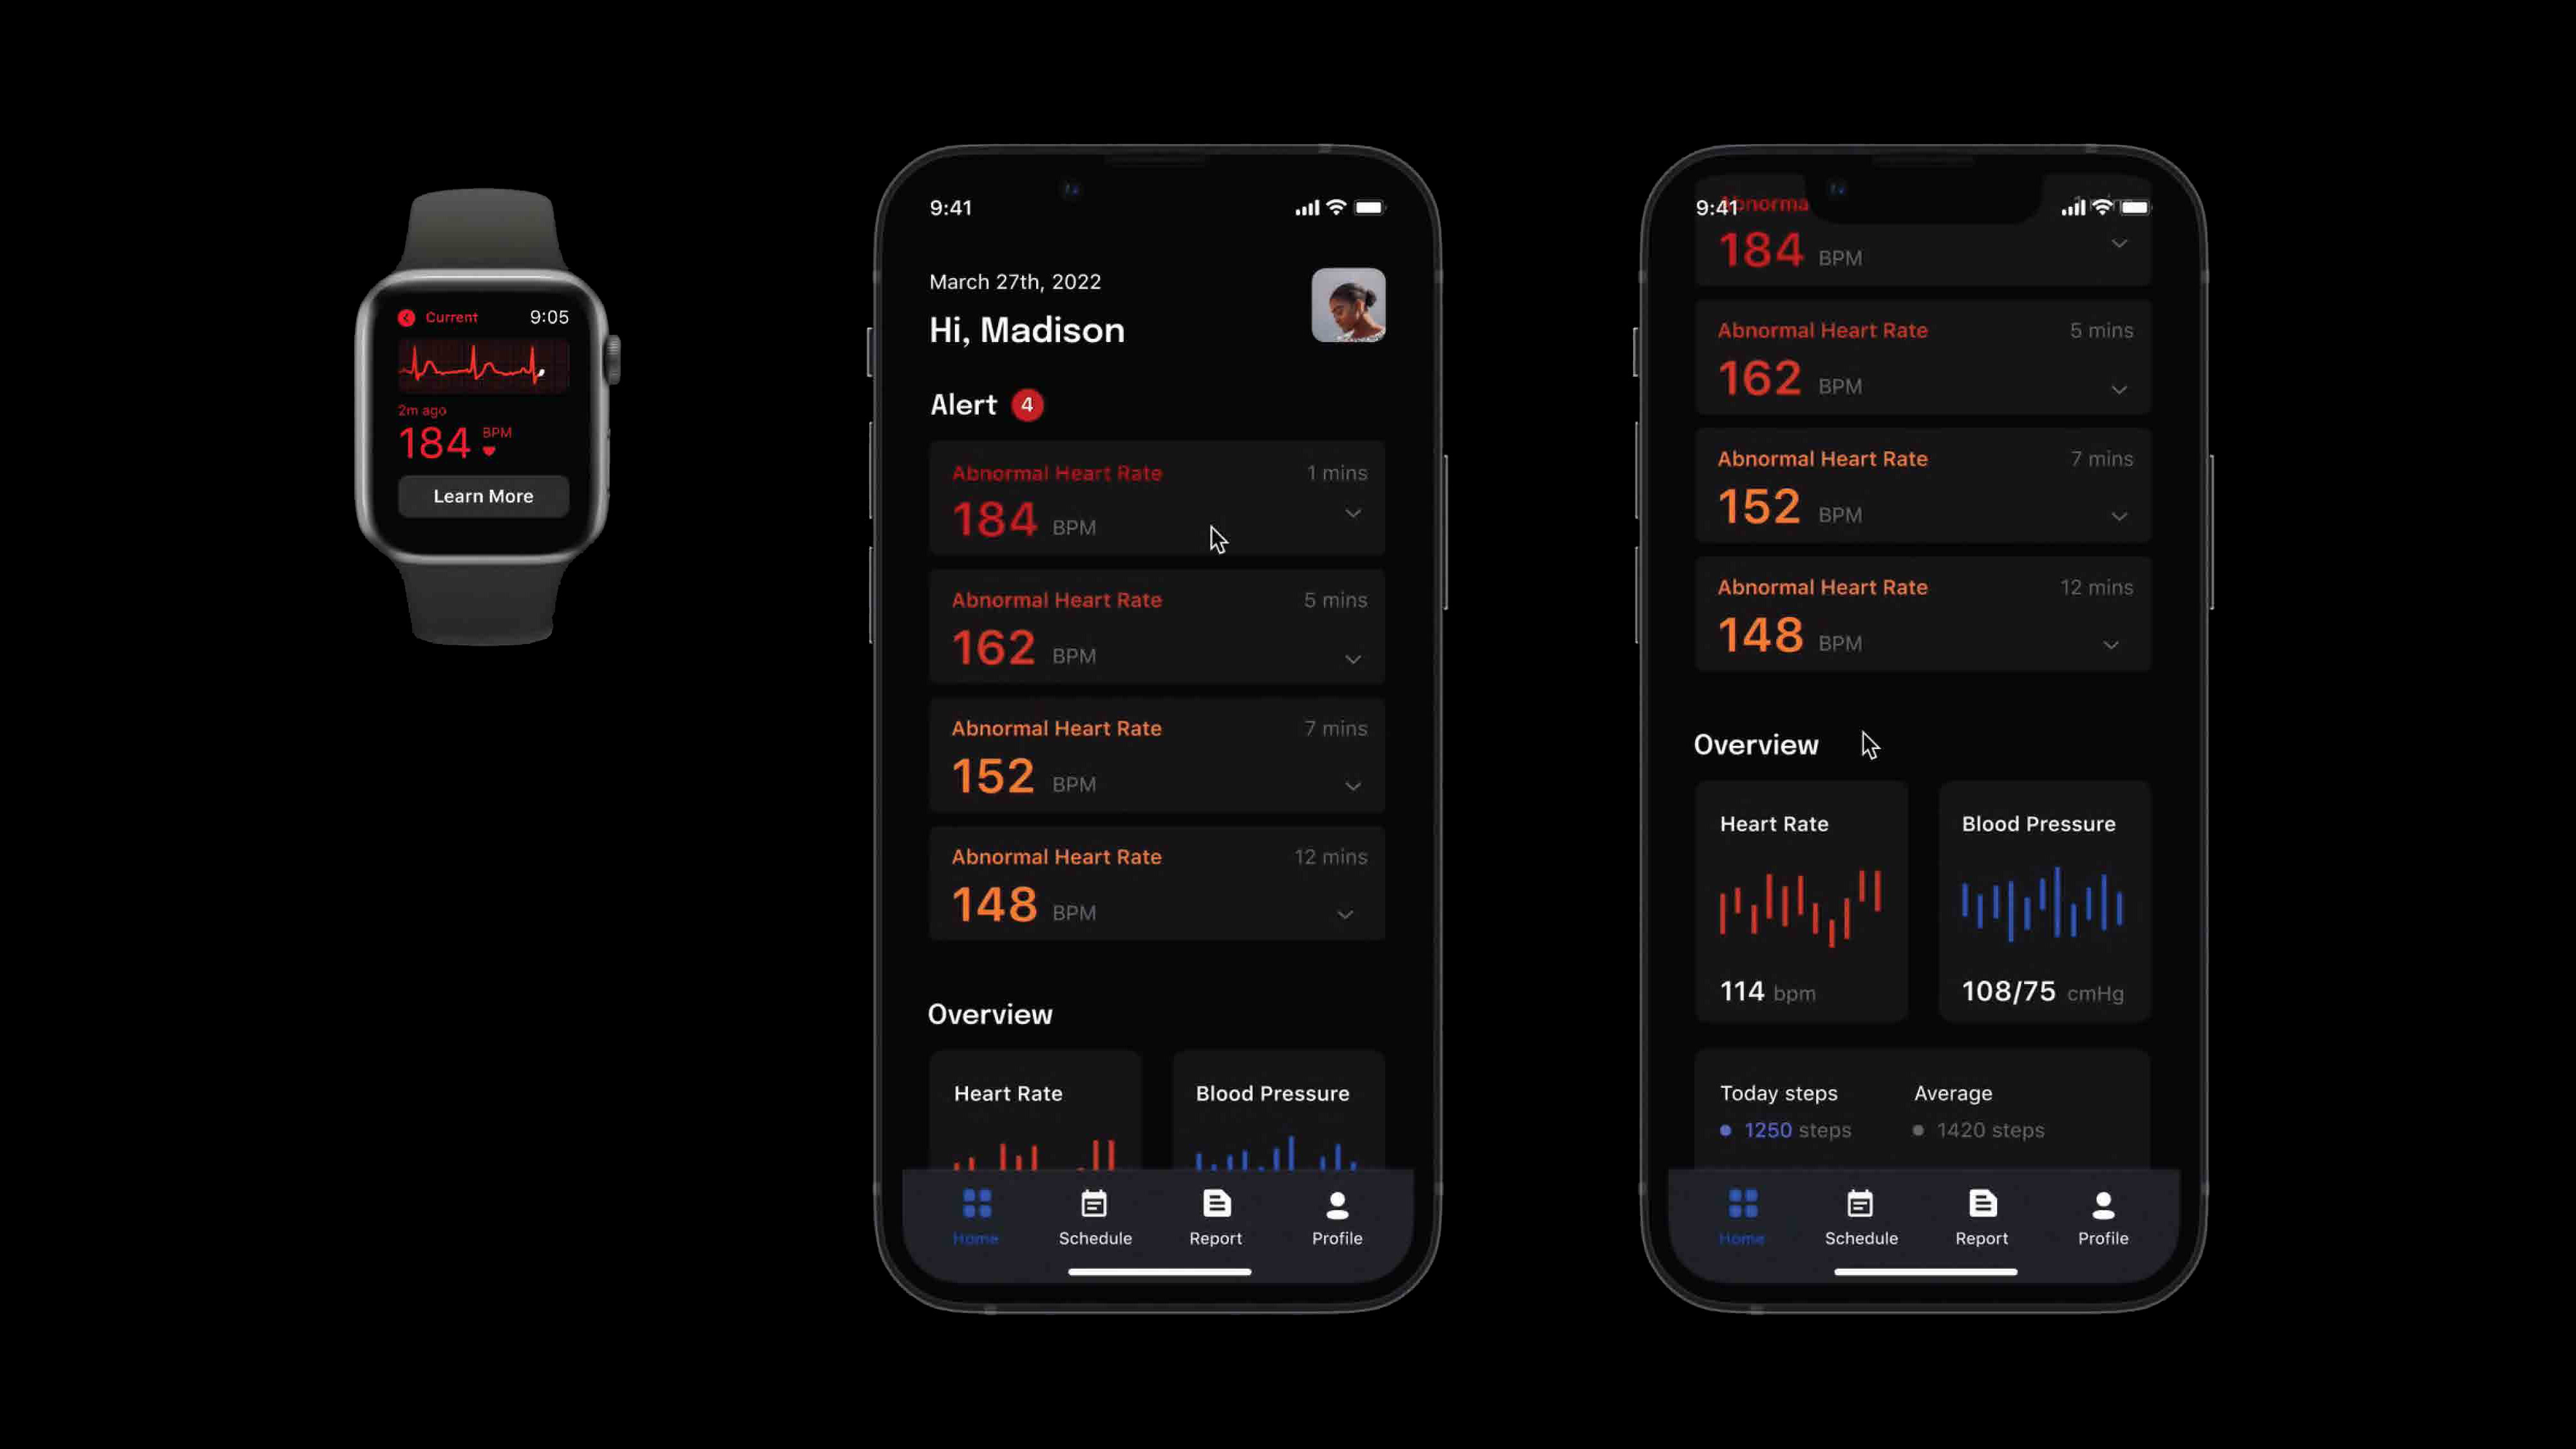 Current 9:05
2m ago
184 BPM
Learn More
9:41
March 27th, 2022
Hi, Madison
Alert 4
Abnormal Heart Rate 1 mins
184 BPM
Abnormal Heart Rate 5 mins
162 BPM
Abnormal Heart Rate 7 mins
152 BPM
Abnormal Heart Rate 12 mins
148 BPM
Overview
Heart Rate Blood Pressure
Home Schedule Report Profile
9:41
184 BPM
Abnormal Heart Rate 5 mins
162 BPM
Abnormal Heart Rate 7 mins
152 BPM
Abnormal Heart Rate 12 mins
148 BPM
Overview
Heart Rate Blood Pressure
114 bpm 108/75 cmHg
Today steps Average
1250 steps 1420 steps
Home Schedule Report Profile